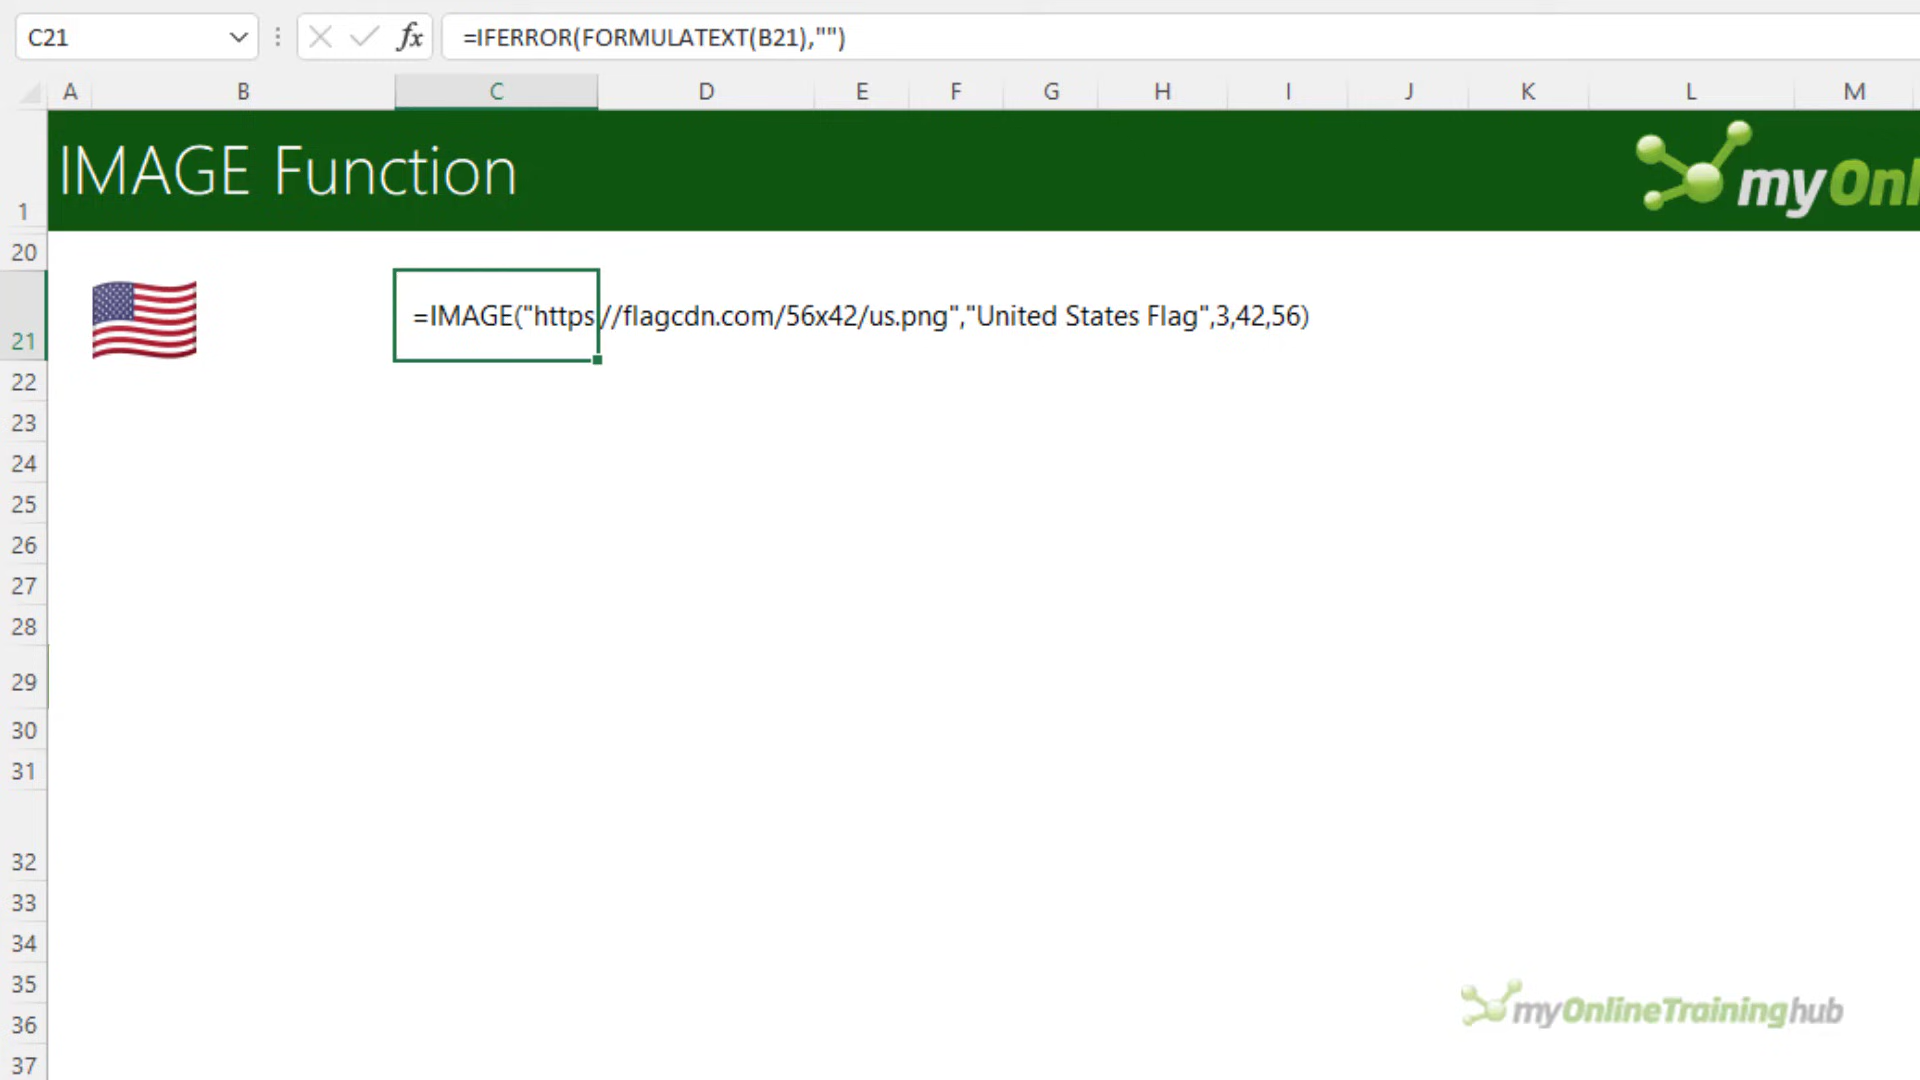 C21
fx
=IFERROR(FORMULATEXT(B21),"")
A B C D E F G H I J K L M
IMAGE Function
myOnl
1
20
21
=IMAGE("https//flagcdn.com/56x42/us.png","United States Flag",3,42,56)
22
23
24
25
26
27
28
29
30
31
32
33
34
35
myOnlineTraininghub
36
37